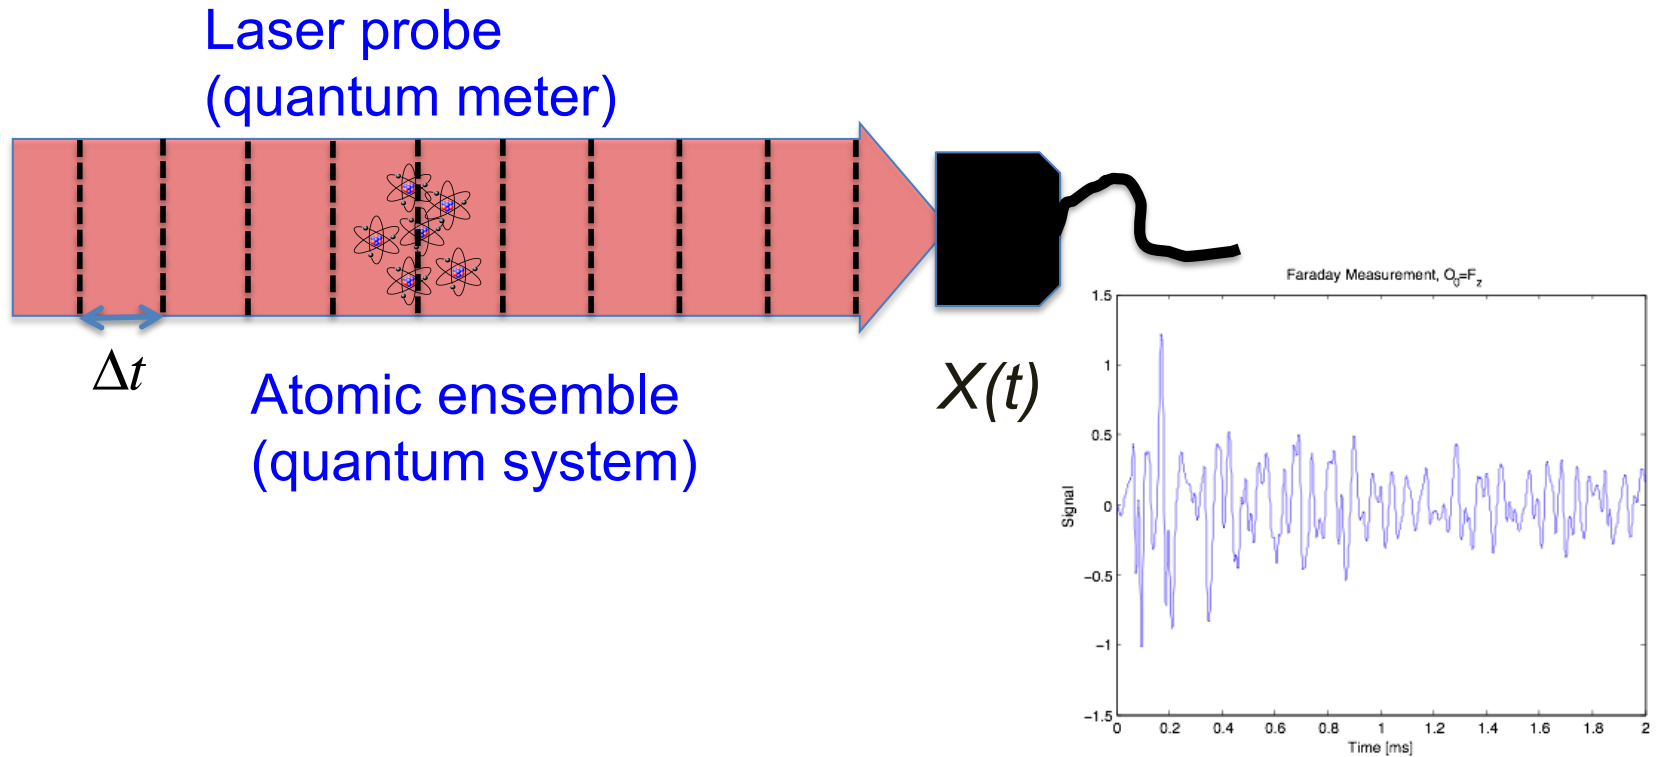 Laser probe
(quantum meter)
Δt
Atomic ensemble
(quantum system)
X(t)
Faraday Measurement, O₀=F_z
1.5
1
0.5
0
−0.5
−1
−1.5
Signal
0 0.2 0.4 0.6 0.8 1 1.2 1.4 1.6 1.8 2
Time [ms]